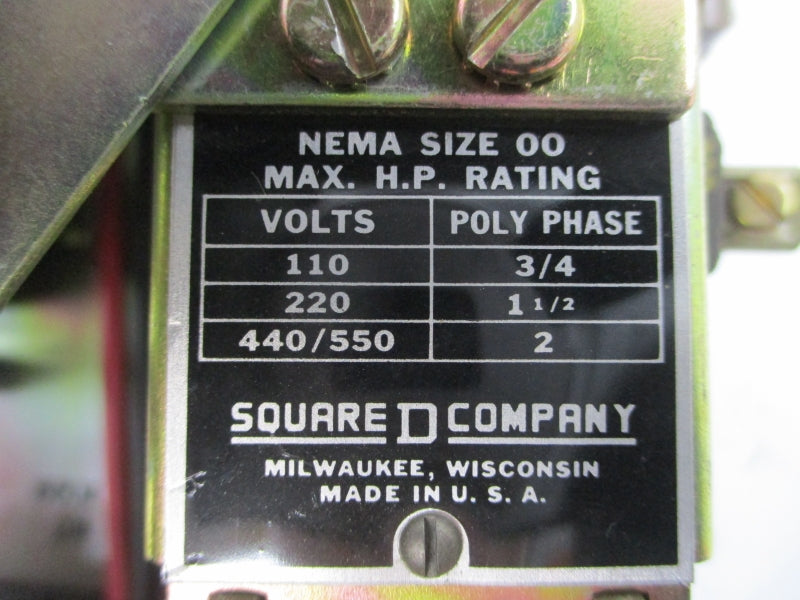 NEMA SIZE 00
MAX. H.P. RATING
VOLTS POLY PHASE
110 3/4
220 1 1/2
440/550 2
SQUARE D COMPANY
MILWAUKEE, WISCONSIN
MADE IN U. S. A.